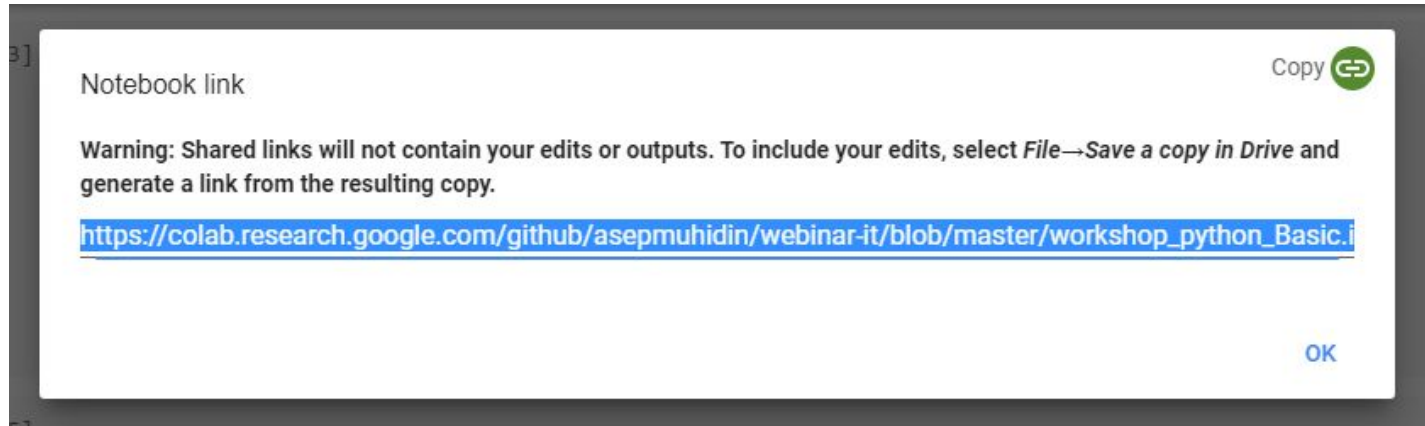 3]
Copy
Notebook link
Warning: Shared links will not contain your edits or outputs. To include your edits, select File→Save a copy in Drive and
generate a link from the resulting copy.
https://colab.research.google.com/github/asepmuhidin/webinar-it/blob/master/workshop_python_Basic.i
OK